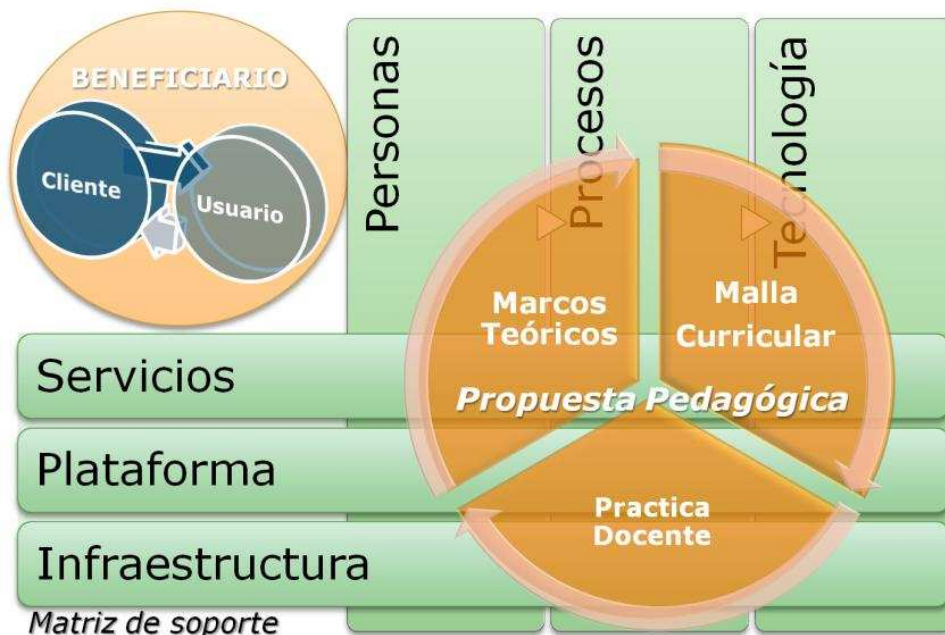 BENEFICIARIO
Cliente
Usuario
Personas
Procesos
Tecnología
Marcos
Teóricos
Malla
Curricular
Servicios
Propuesta Pedagógica
Plataforma
Practica
Docente
Infraestructura
Matriz de soporte